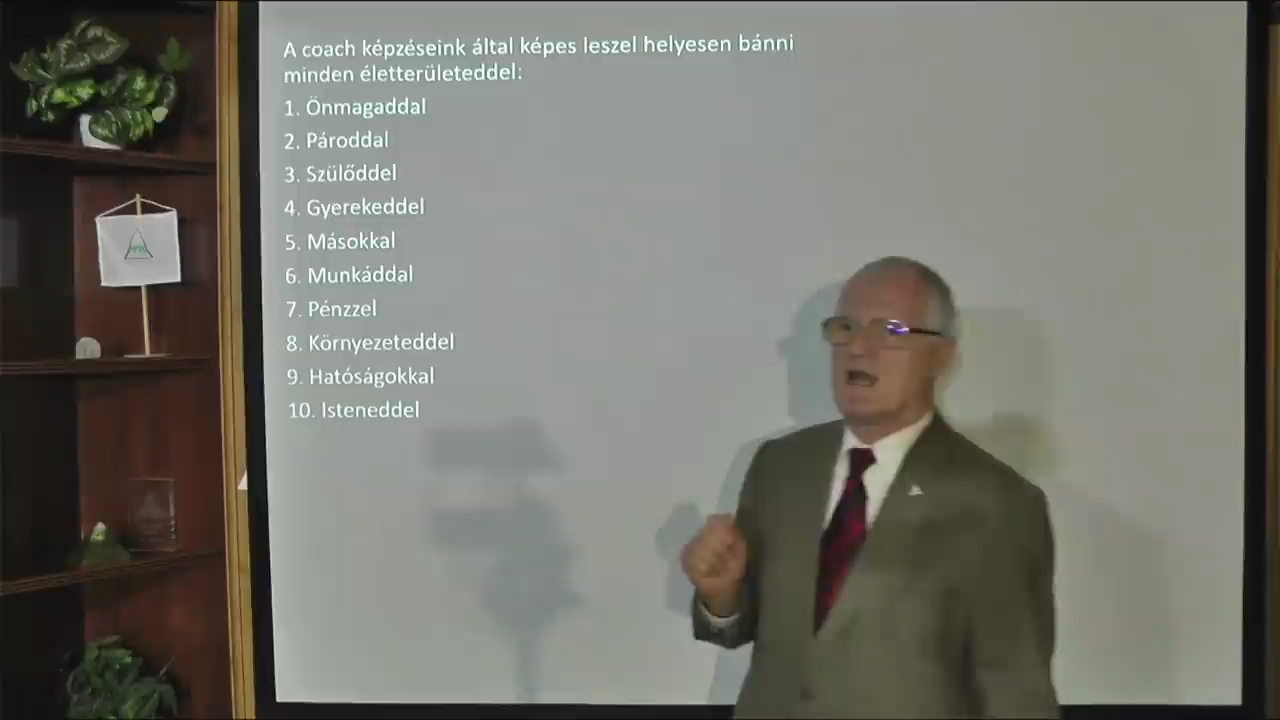 A coach képzéseink által képes leszel helyesen bánni
minden életterületeddel:
1. Önmagaddal
2. Pároddal
3. Szülőddel
4. Gyerekeddel
5. Másokkal
6. Munkáddal
7. Pénzzel
8. Környezeteddel
9. Hatóságokkal
10. Isteneddel